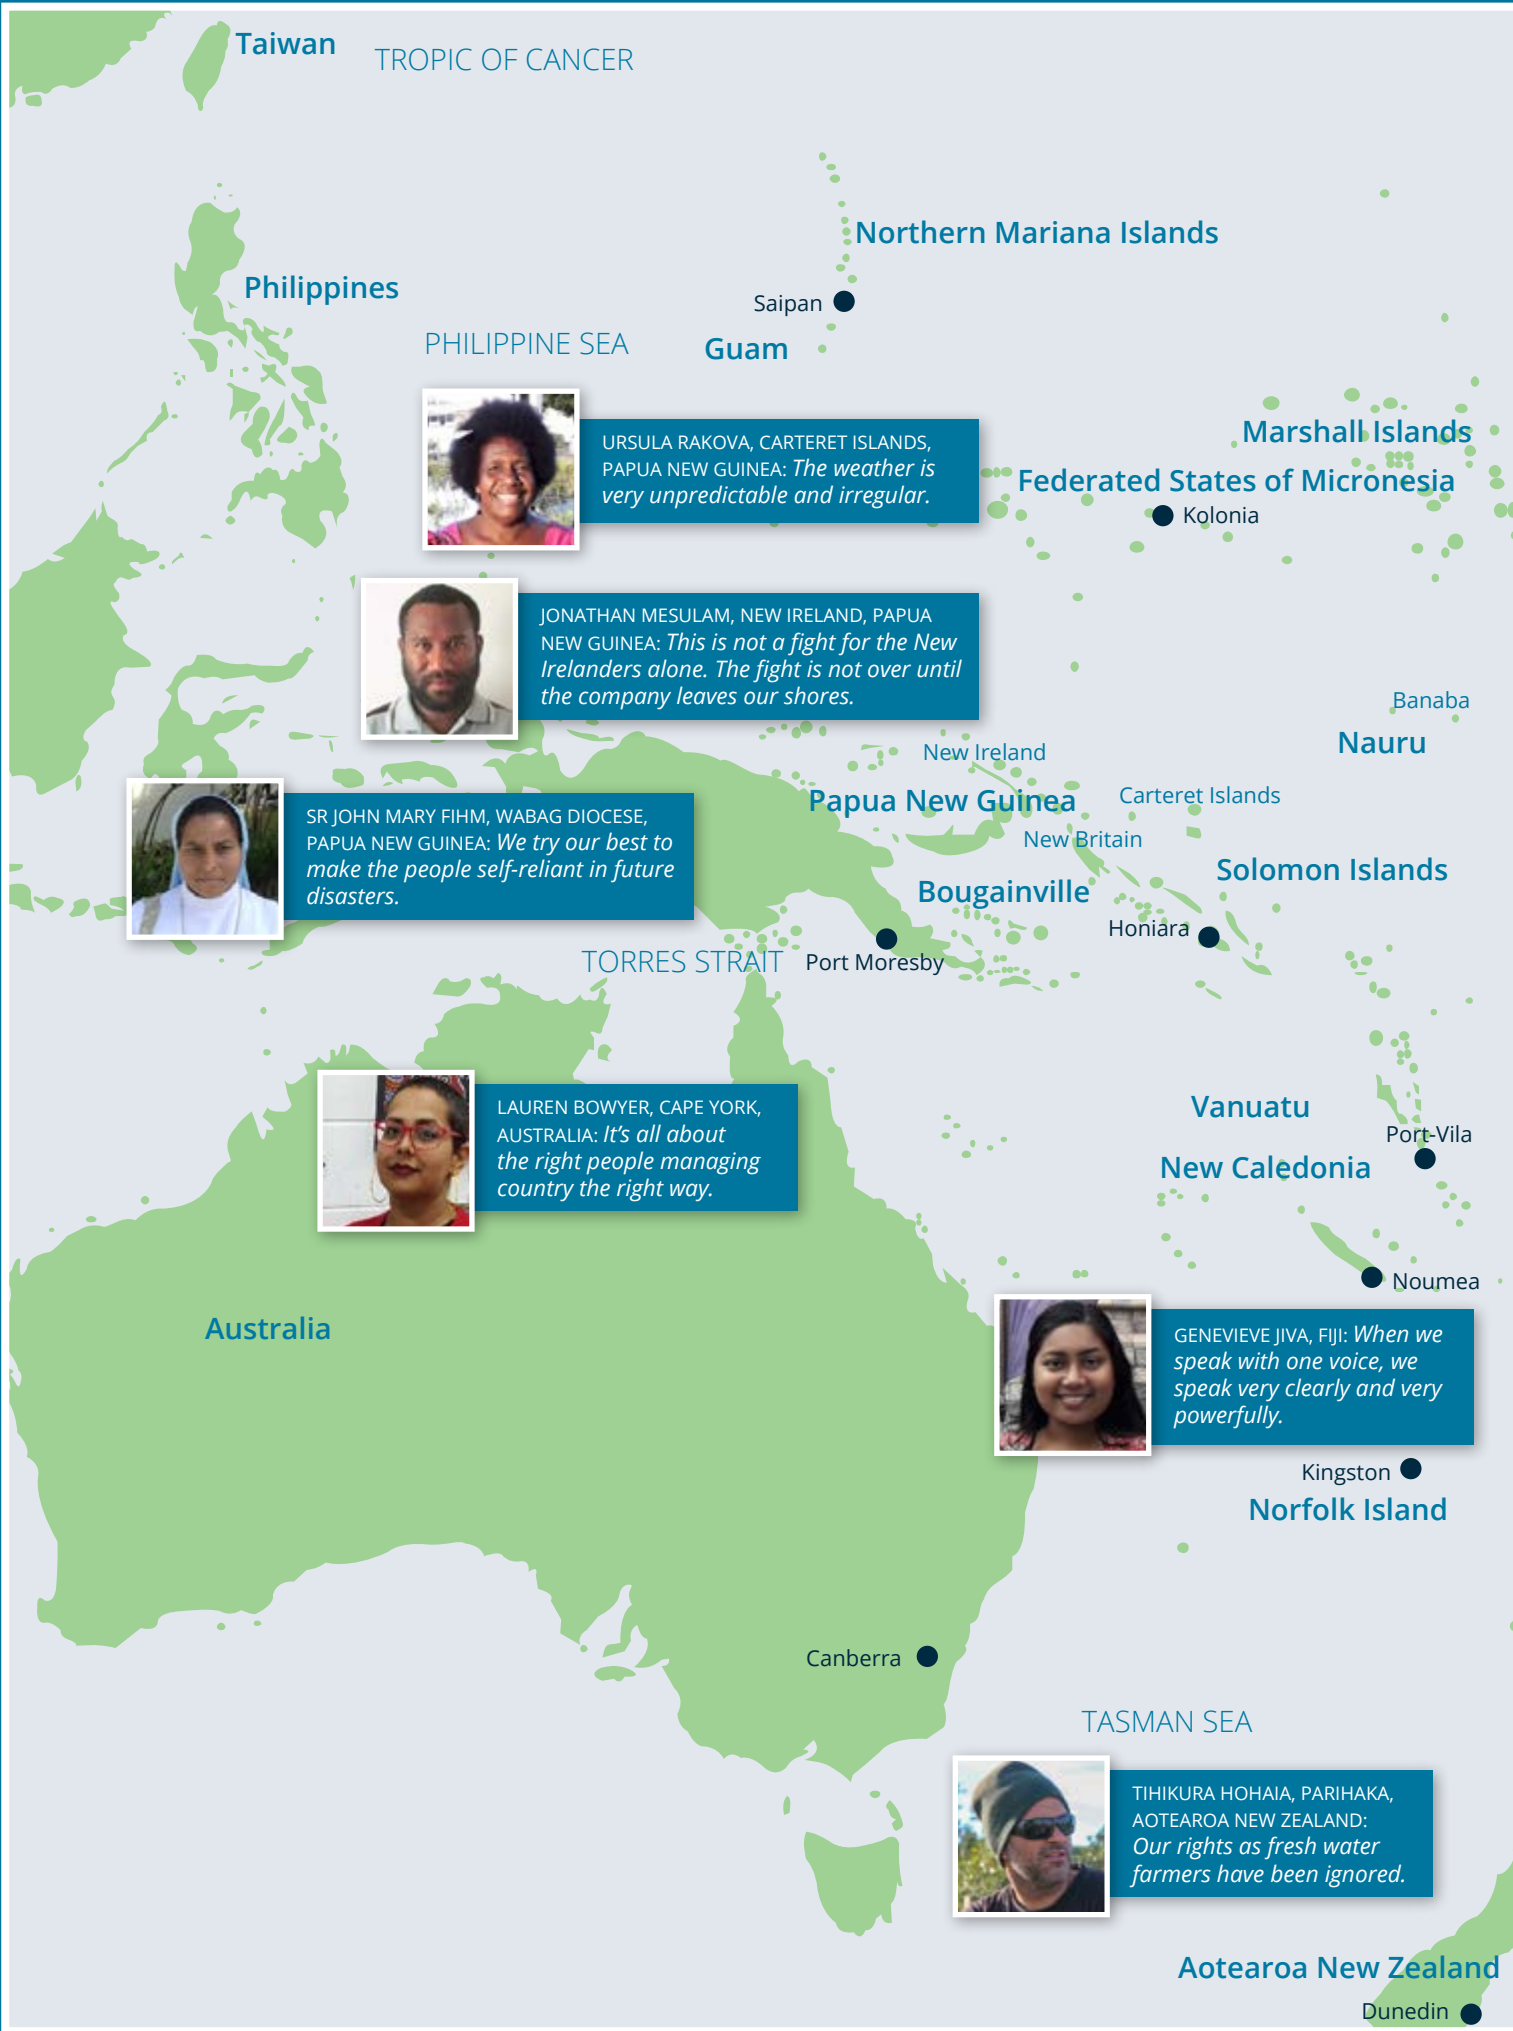 Taiwan
TROPIC OF CANCER
Northern Mariana Islands
Philippines
Saipan
PHILIPPINE SEA
Guam
URSULA RAKOVA, CARTERET ISLANDS,
PAPUA NEW GUINEA: The weather is
very unpredictable and irregular.
Marshall Islands
Federated States of Micronesia
Kolonia
JONATHAN MESULAM, NEW IRELAND, PAPUA
NEW GUINEA: This is not a fight for the New
Irelanders alone. The fight is not over until
the company leaves our shores.
Banaba
Nauru
New Ireland
Papua New Guinea
Carteret Islands
New Britain
SR JOHN MARY FIHM, WABAG DIOCESE,
PAPUA NEW GUINEA: We try our best to
make the people self-reliant in future
disasters.
Solomon Islands
Bougainville
Honiara
TORRES STRAIT
Port Moresby
LAUREN BOWYER, CAPE YORK,
AUSTRALIA: It’s all about
the right people managing
country the right way.
Vanuatu
Port-Vila
New Caledonia
Noumea
Australia
GENEVIEVE JIVA, FIJI: When we
speak with one voice, we
speak very clearly and very
powerfully.
Kingston
Norfolk Island
Canberra
TASMAN SEA
TIHIKURA HOHAIA, PARIHAKA,
AOTEAROA NEW ZEALAND:
Our rights as fresh water
farmers have been ignored.
Aotearoa New Zealand
Dunedin